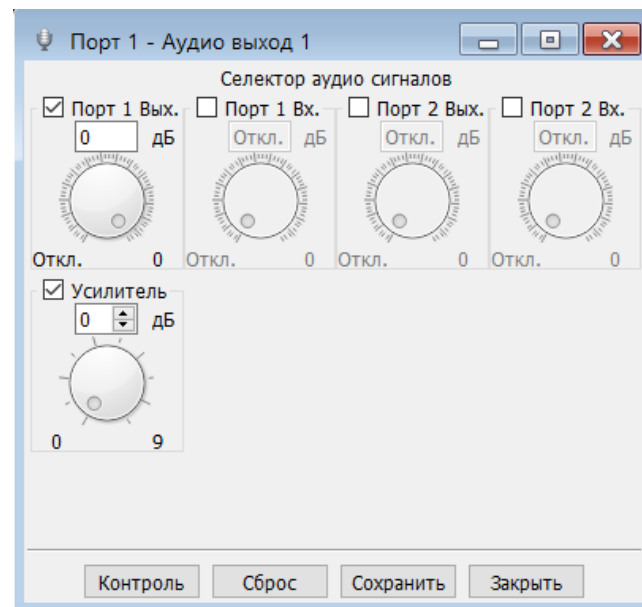 Порт 1 - Аудио выход 1
Селектор аудио сигналов
Порт 1 Вых. Порт 1 Вх. Порт 2 Вых. Порт 2 Вх.
0 дБ Откл. дБ Откл. дБ Откл. дБ
Откл. 0 Откл. 0 Откл. 0 Откл. 0
Усилитель
0 дБ
0 9
Контроль Сброс Сохранить Закрыть